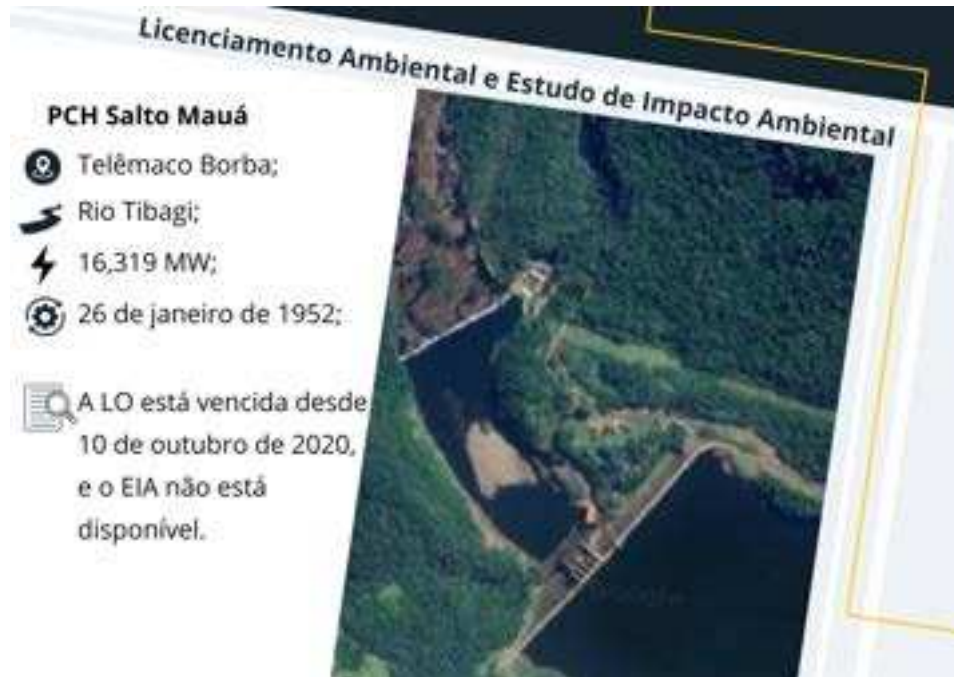 Licenciamento Ambiental e Estudo de Impacto Ambiental
PCH Salto Mauá
Telêmaco Borba;
Rio Tibagi;
16,319 MW;
26 de janeiro de 1952;
A LO está vencida desde
10 de outubro de 2020,
e o EIA não está
disponível.